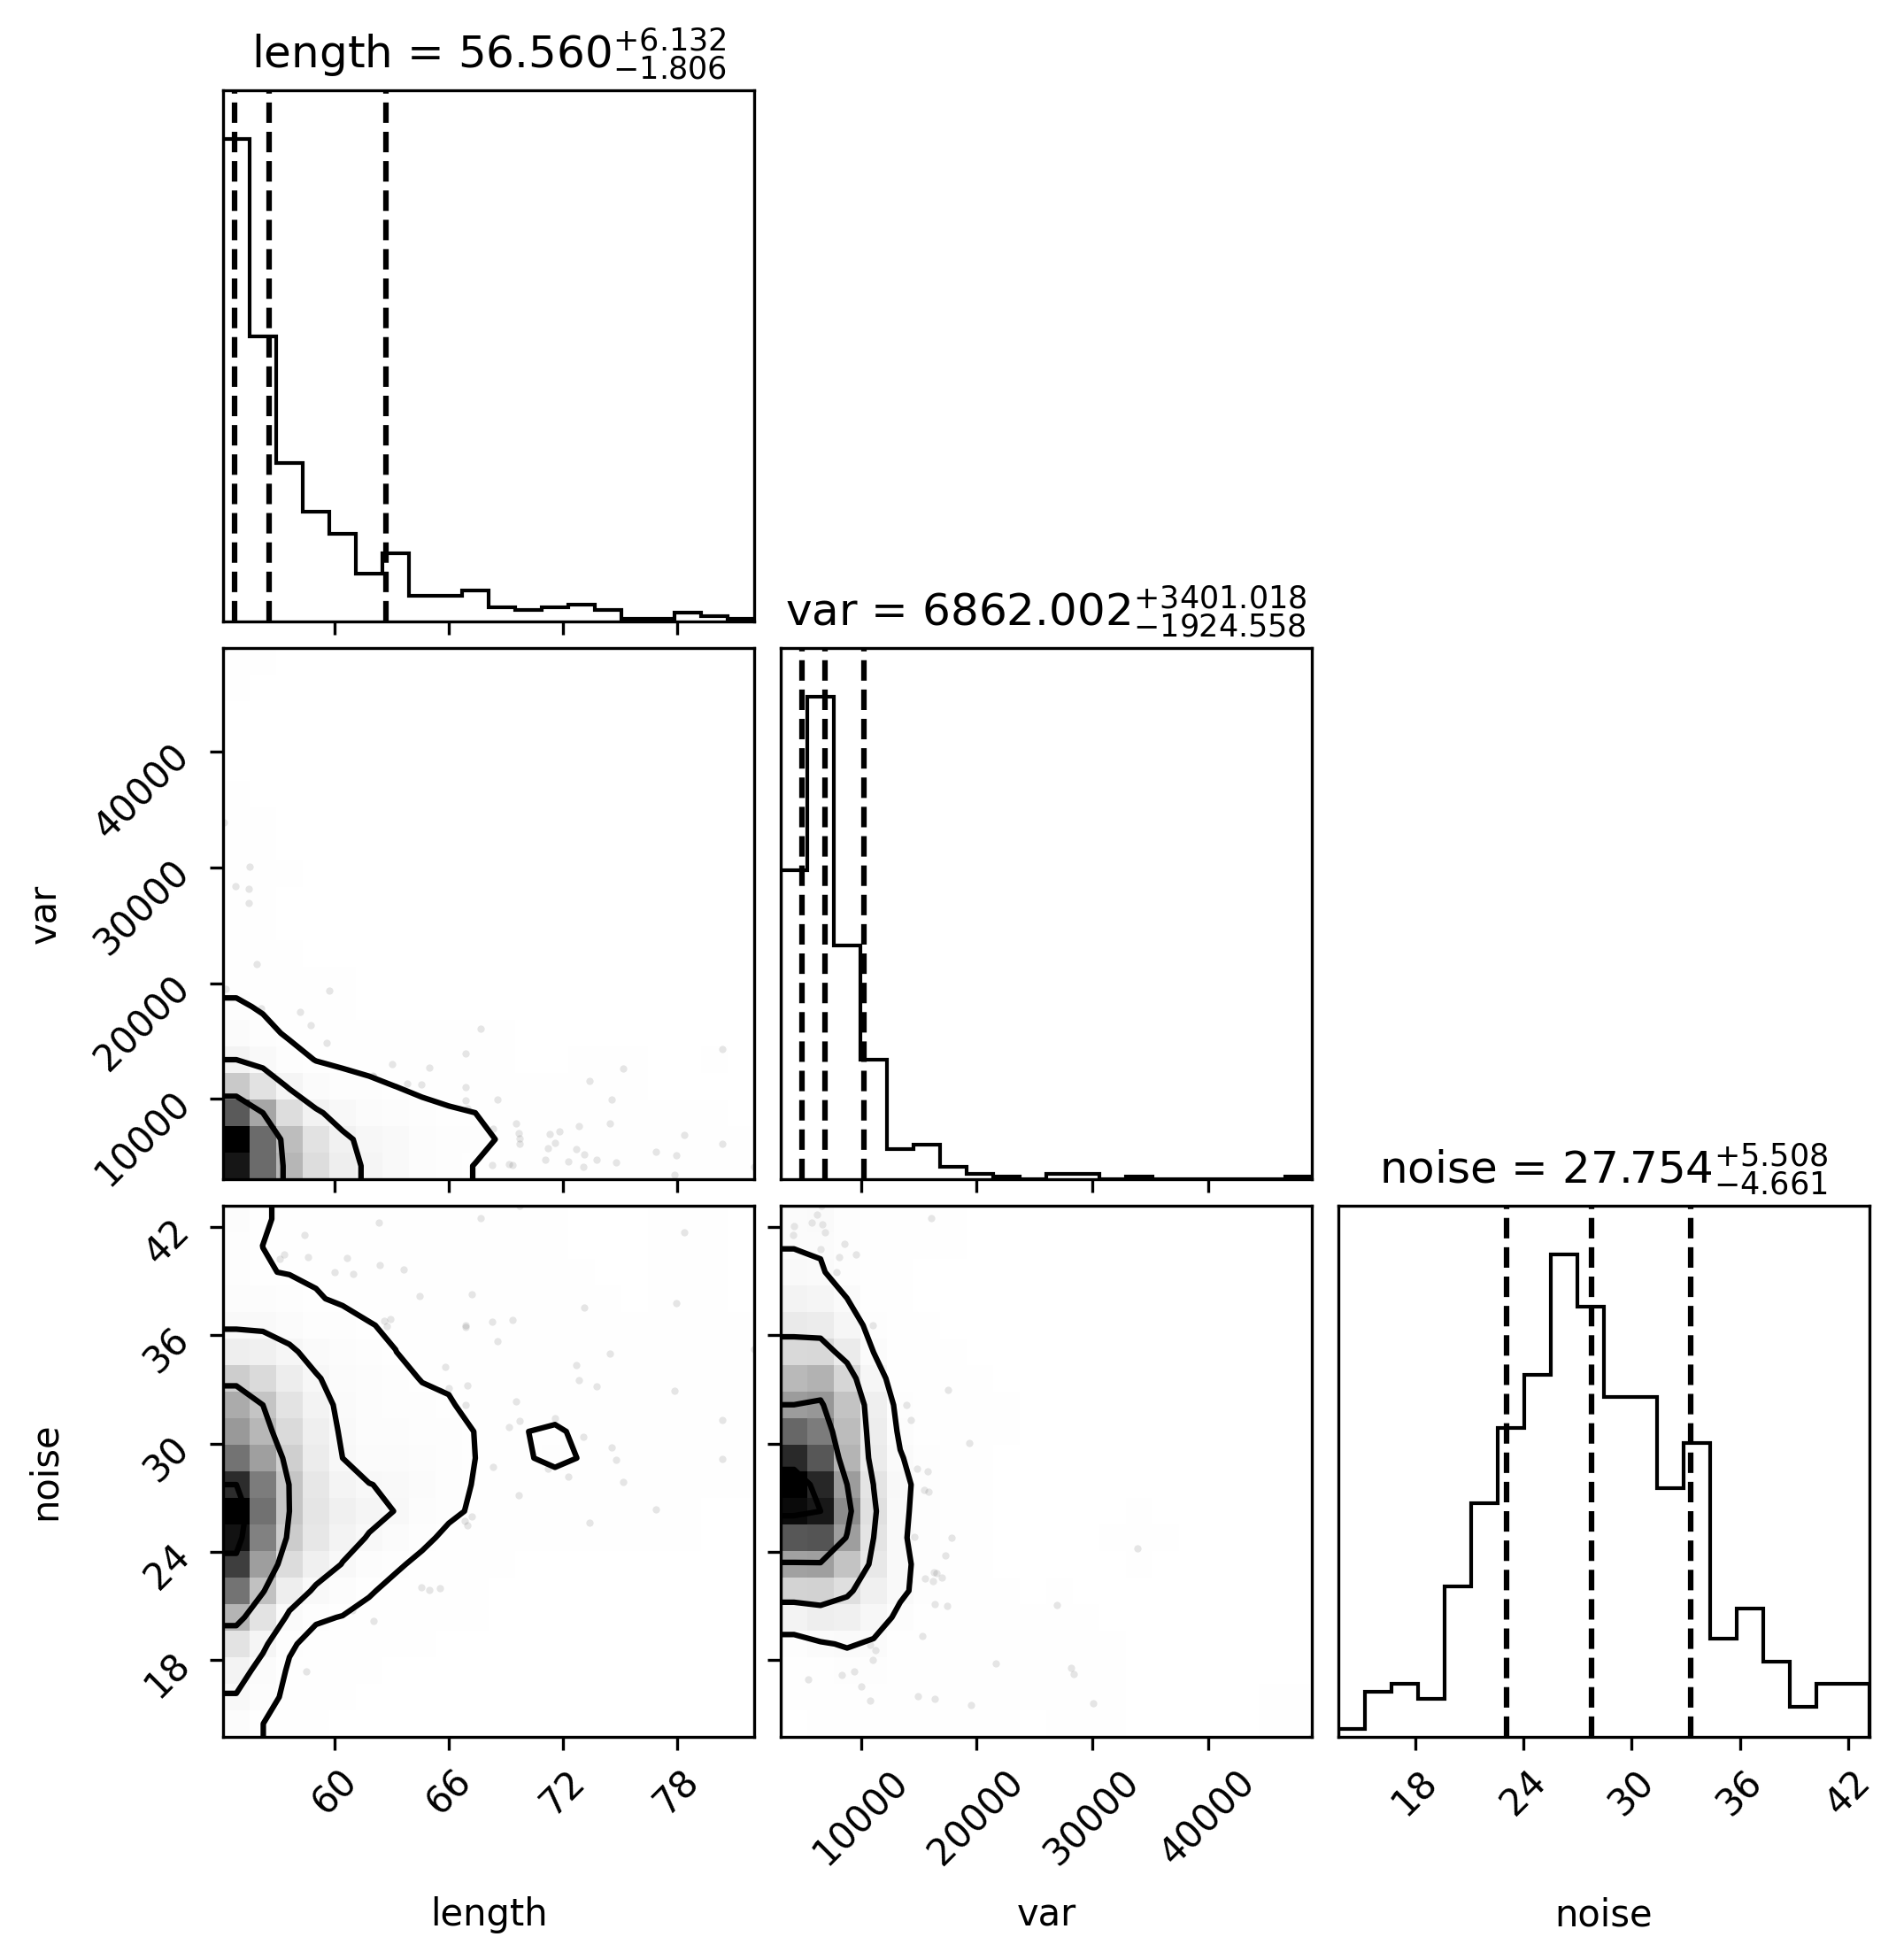 length = 56.560+6.132−1.806
var = 6862.002+3401.018−1924.558
40000
30000
20000
10000
var
noise = 27.754+5.508−4.661
42
36
30
24
18
noise
60 66 72 78
10000 20000 30000 40000
18 24 30 36 42
length var noise